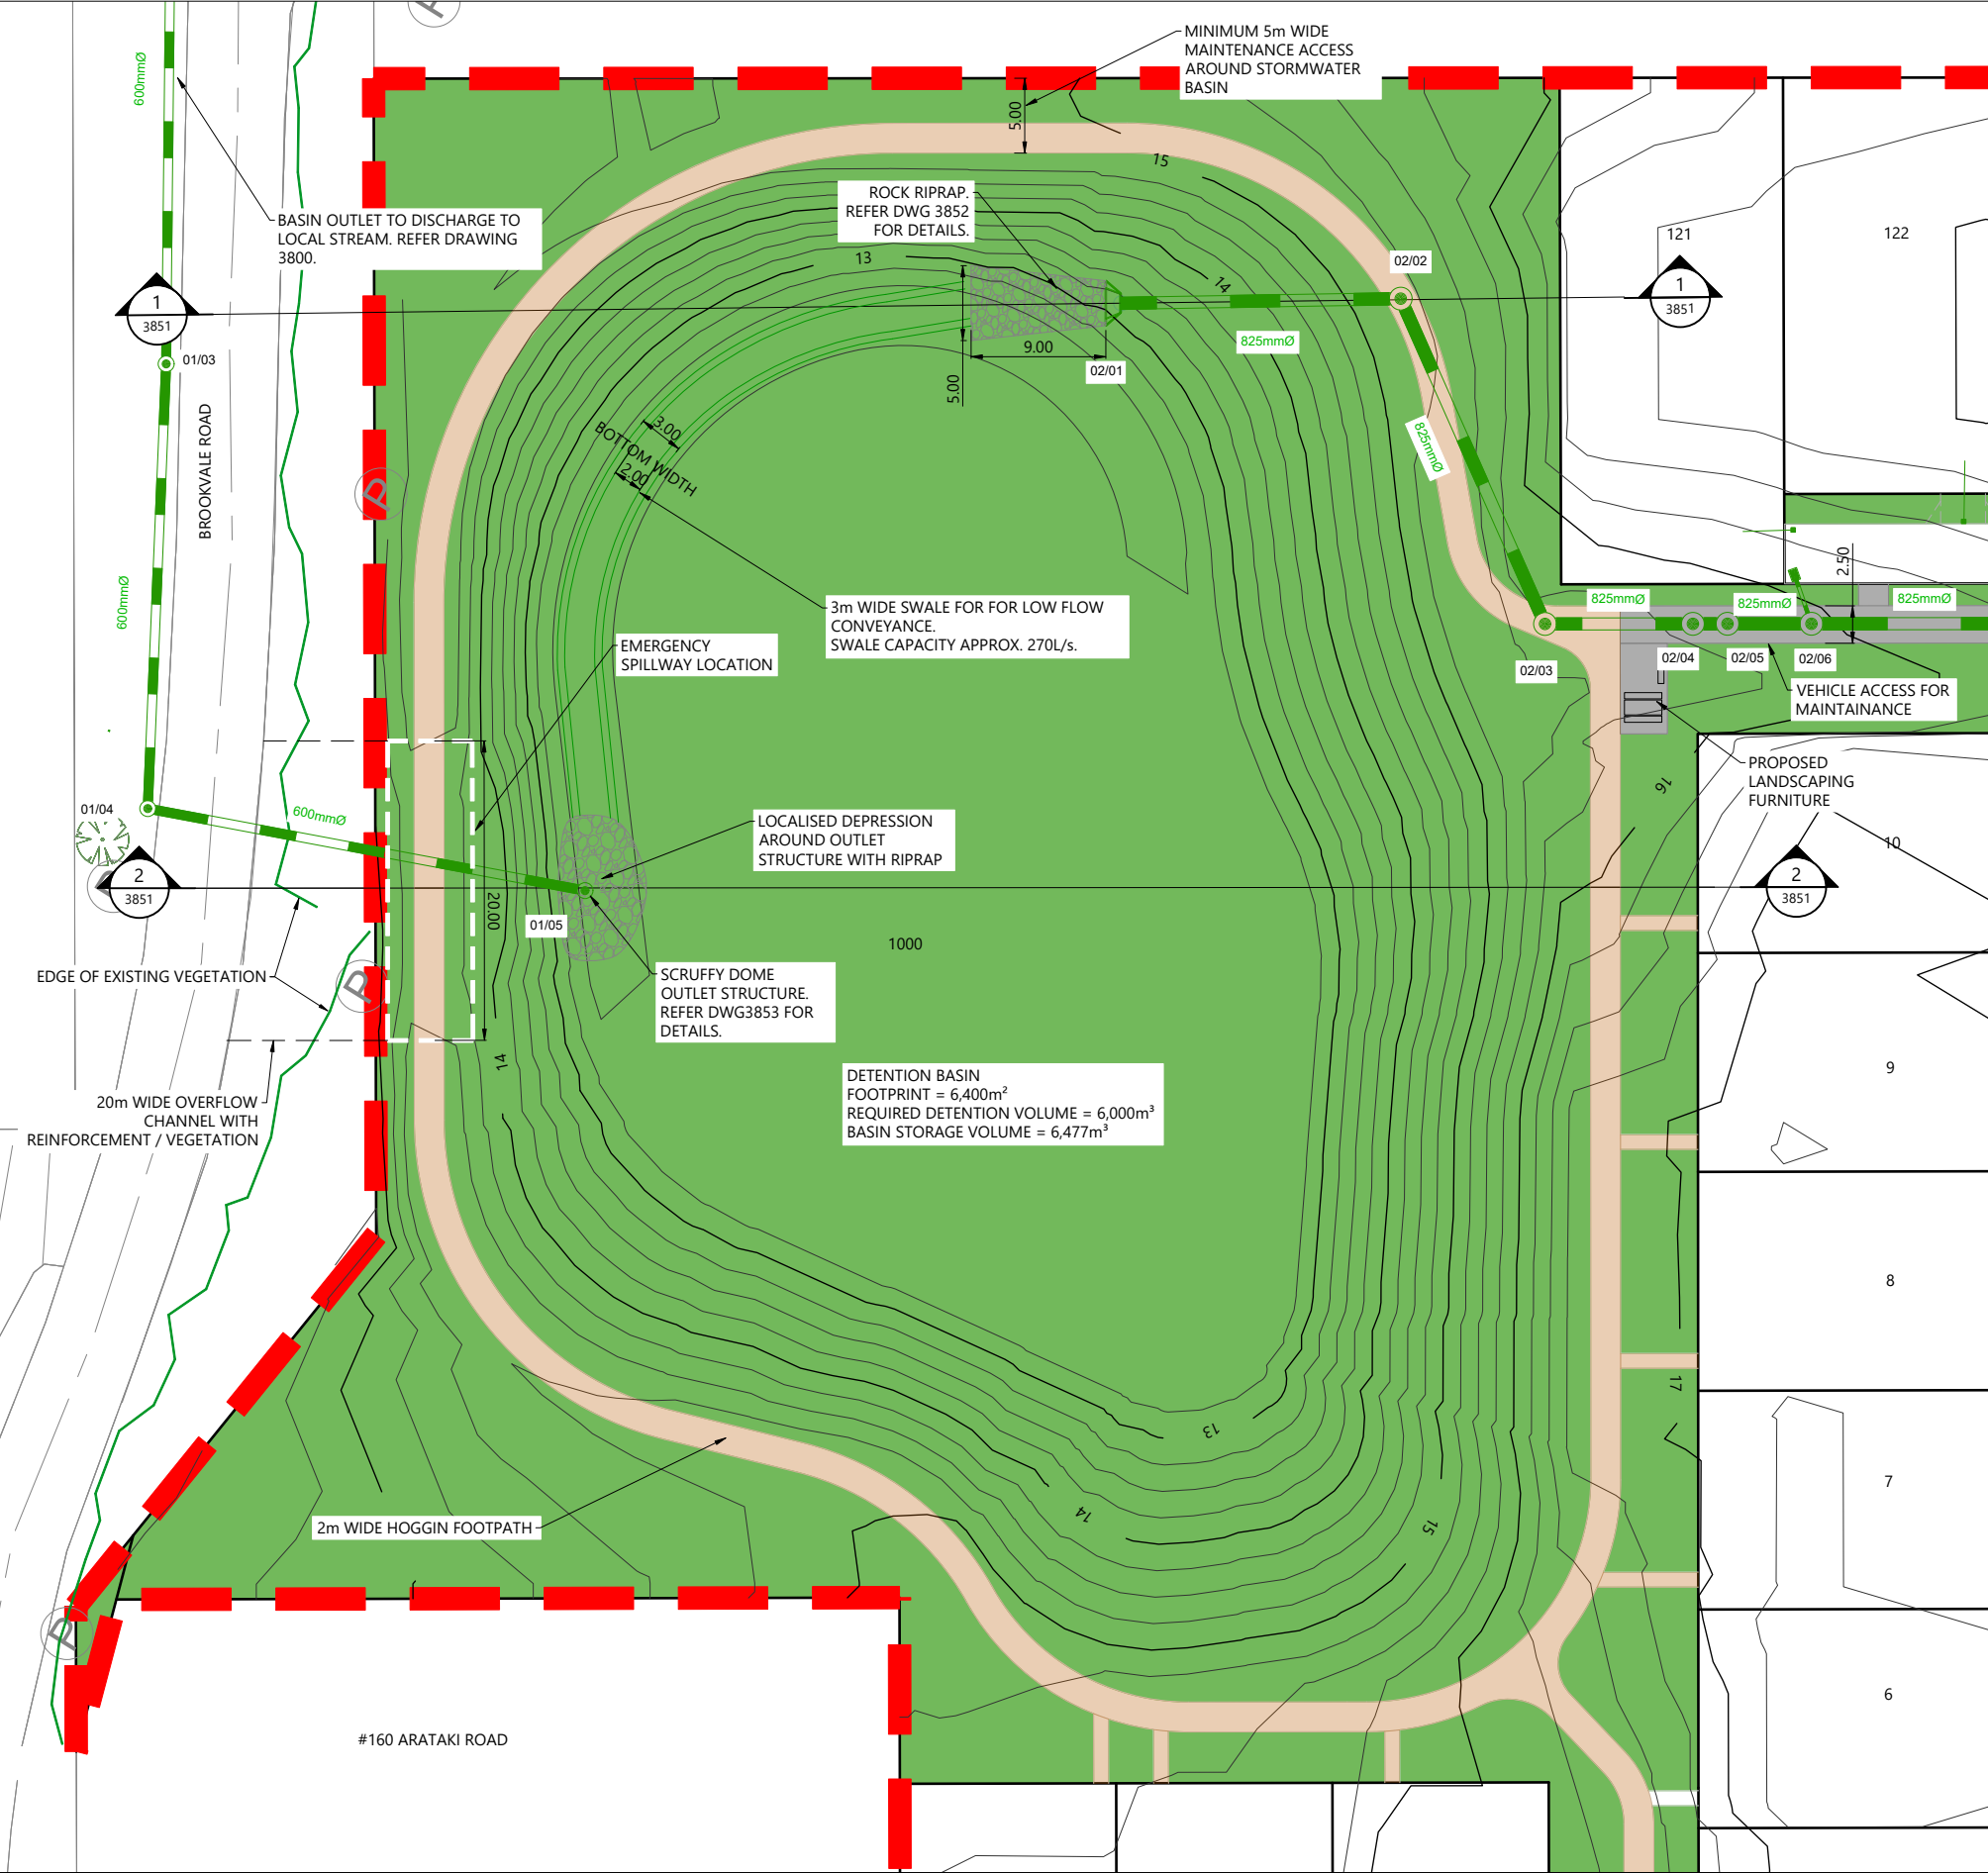 MINIMUM 5m WIDE
MAINTENANCE ACCESS
AROUND STORMWATER
BASIN
600mmØ
5.00
15
ROCK RIPRAP.
REFER DWG 3852
FOR DETAILS.
BASIN OUTLET TO DISCHARGE TO
LOCAL STREAM. REFER DRAWING
3800.
121
122
13
02/02
14
1
3851
1
3851
01/03
825mmØ
9.00
02/01
5.00
BROOKVALE ROAD
P
3.00
BOTTOM WIDTH
2.00
825mmØ
2.50
600mmØ
3m WIDE SWALE FOR FOR LOW FLOW
CONVEYANCE.
SWALE CAPACITY APPROX. 270L/s.
825mmØ
825mmØ
825mmØ
EMERGENCY
SPILLWAY LOCATION
02/03
02/04
02/05
02/06
VEHICLE ACCESS FOR
MAINTAINANCE
PROPOSED
LANDSCAPING
FURNITURE
16
01/04
600mmØ
LOCALISED DEPRESSION
AROUND OUTLET
STRUCTURE WITH RIPRAP
10
2
3851
2
3851
20.00
01/05
1000
EDGE OF EXISTING VEGETATION
P
SCRUFFY DOME
OUTLET STRUCTURE.
REFER DWG3853 FOR
DETAILS.
14
9
DETENTION BASIN
FOOTPRINT = 6,400m²
REQUIRED DETENTION VOLUME = 6,000m³
BASIN STORAGE VOLUME = 6,477m³
20m WIDE OVERFLOW
CHANNEL WITH
REINFORCEMENT / VEGETATION
8
17
13
7
14
15
2m WIDE HOGGIN FOOTPATH
P
6
#160 ARATAKI ROAD